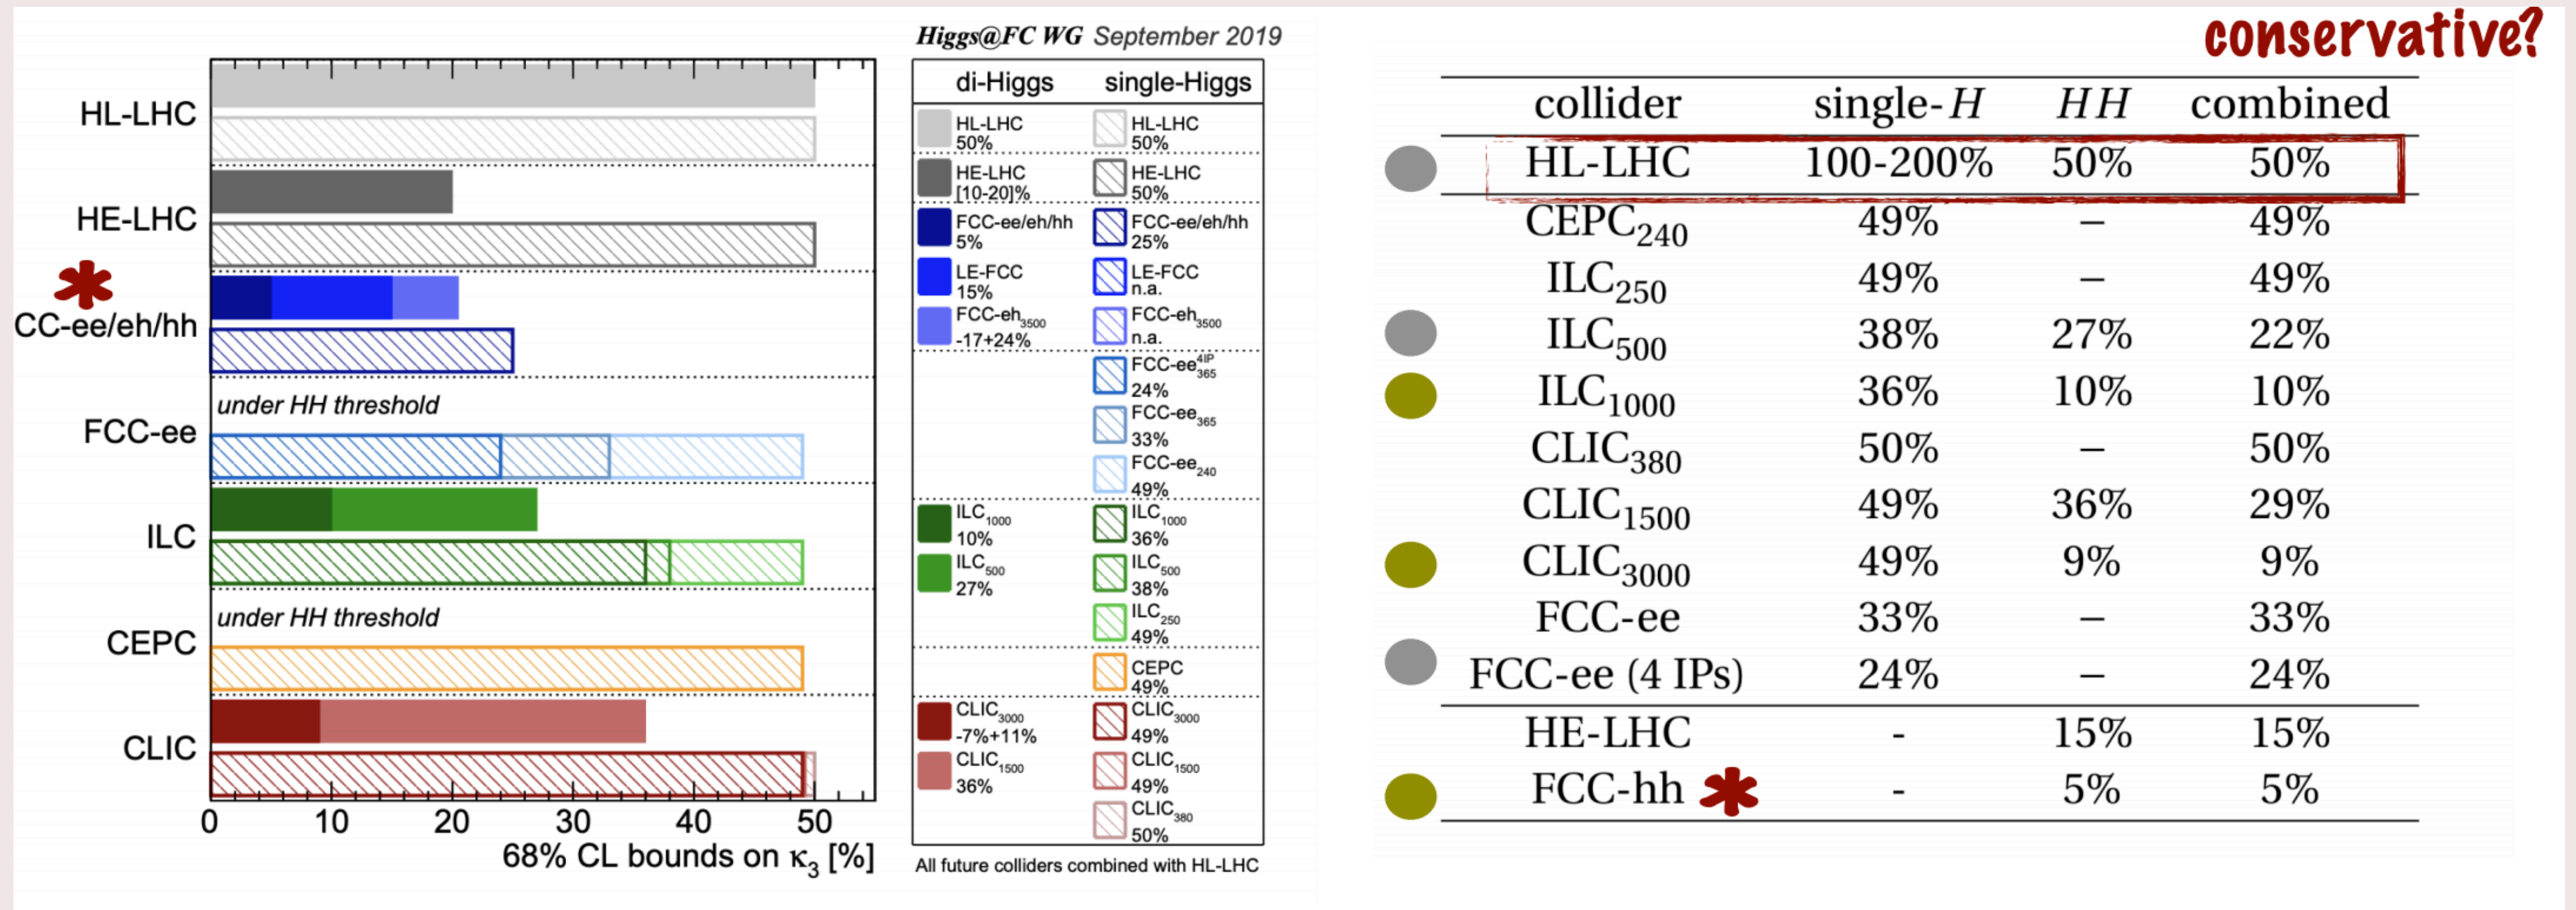 conservative?
Higgs@FC WG September 2019
HL-LHC
HE-LHC
CC-ee/eh/hh
under HH threshold
FCC-ee
ILC
under HH threshold
CEPC
CLIC
0 10 20 30 40 50
68% CL bounds on κ3 [%]
di-Higgs single-Higgs
HL-LHC HL-LHC
50% 50%
HE-LHC HE-LHC
[10-20]% 50%
FCC-ee/eh/hh FCC-ee/eh/hh
5% 25%
LE-FCC LE-FCC
15% n.a.
FCC-eh3500 FCC-eh3500
-17+24% n.a.
FCC-ee4IP365
24%
FCC-ee365
33%
FCC-ee240
49%
ILC1000 ILC1000
10% 36%
ILC500 ILC500
27% 38%
ILC250
49%
CEPC
49%
CLIC3000 CLIC3000
-7%+11% 49%
CLIC1500 CLIC1500
36% 49%
CLIC380
50%
All future colliders combined with HL-LHC
collider single-H HH combined
HL-LHC 100-200% 50% 50%
CEPC240 49% – 49%
ILC250 49% – 49%
ILC500 38% 27% 22%
ILC1000 36% 10% 10%
CLIC380 50% – 50%
CLIC1500 49% 36% 29%
CLIC3000 49% 9% 9%
FCC-ee 33% – 33%
FCC-ee (4 IPs) 24% – 24%
HE-LHC - 15% 15%
FCC-hh * - 5% 5%